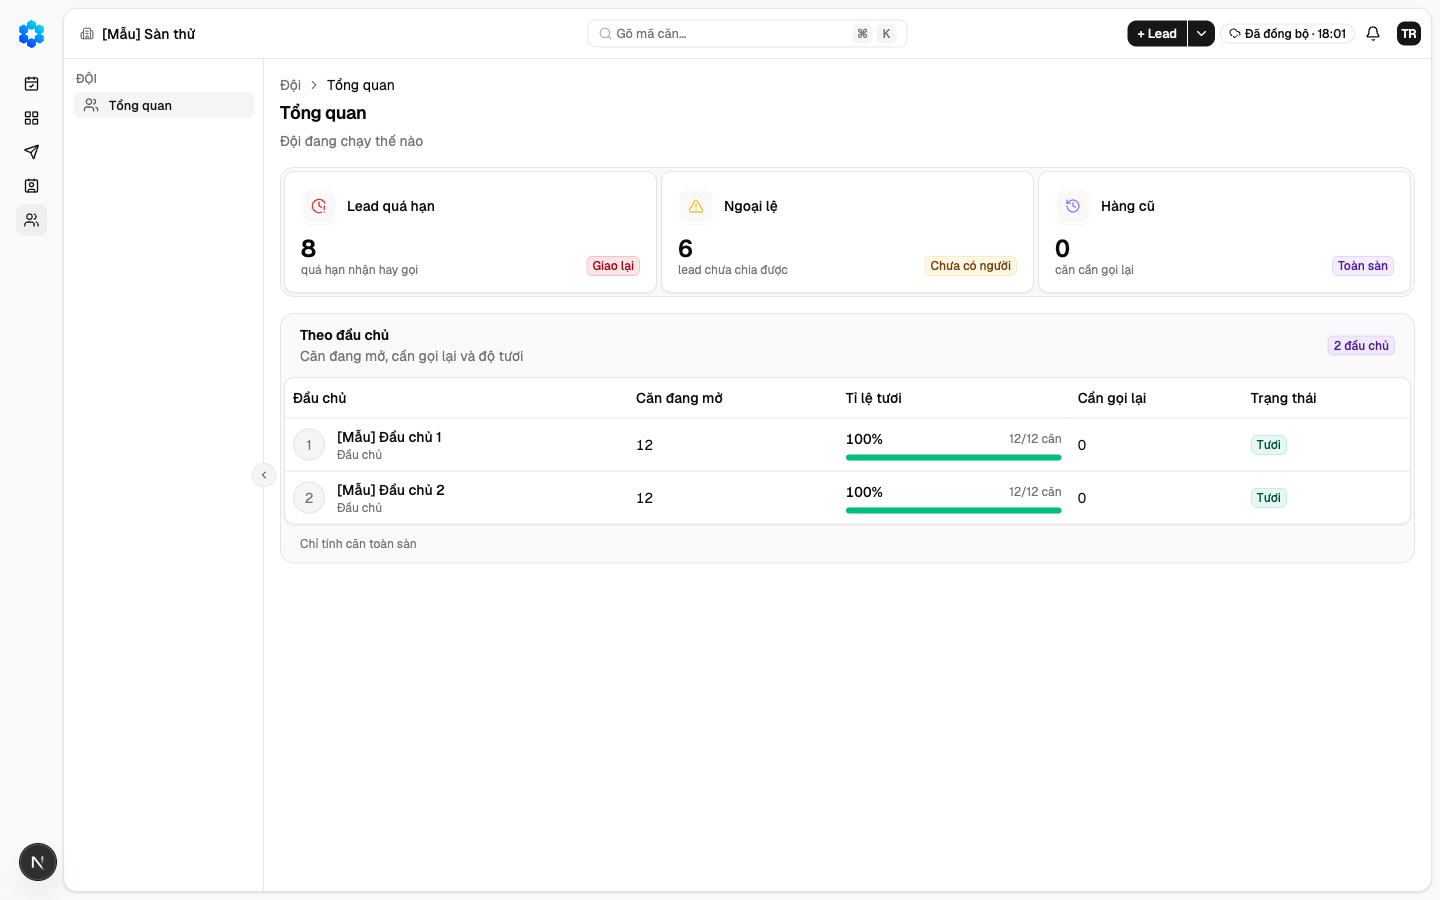 [Mẫu] Sàn thử
Gõ mã căn...
⌘ K
+ Lead
Đã đồng bộ · 18:01
TR
ĐỘI
Tổng quan
Đội > Tổng quan
Tổng quan
Đội đang chạy thế nào
Lead quá hạn
8
quá hạn nhận hay gọi
Giao lại
Ngoại lệ
6
lead chưa chia được
Chưa có người
Hàng cũ
0
căn cần gọi lại
Toàn sàn
Theo đầu chủ
Căn đang mở, cần gọi lại và độ tươi
2 đầu chủ
Đầu chủ Căn đang mở Tỉ lệ tươi Cần gọi lại Trạng thái
1 [Mẫu] Đầu chủ 1 12 100% 12/12 căn 0 Tươi
Đầu chủ
2 [Mẫu] Đầu chủ 2 12 100% 12/12 căn 0 Tươi
Đầu chủ
Chỉ tính căn toàn sàn
N